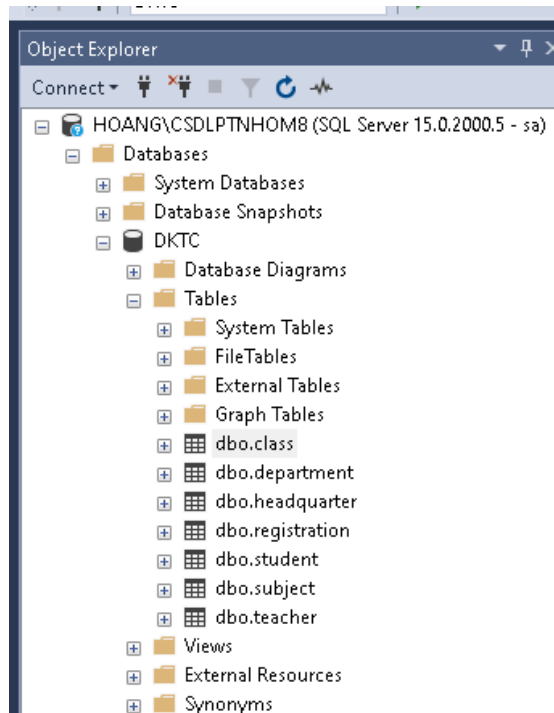 Object Explorer
Connect
HOANG\CSDLPTNHOM8 (SQL Server 15.0.2000.5 - sa)
Databases
System Databases
Database Snapshots
DKTC
Database Diagrams
Tables
System Tables
FileTables
External Tables
Graph Tables
dbo.class
dbo.department
dbo.headquarter
dbo.registration
dbo.student
dbo.subject
dbo.teacher
Views
External Resources
Synonyms